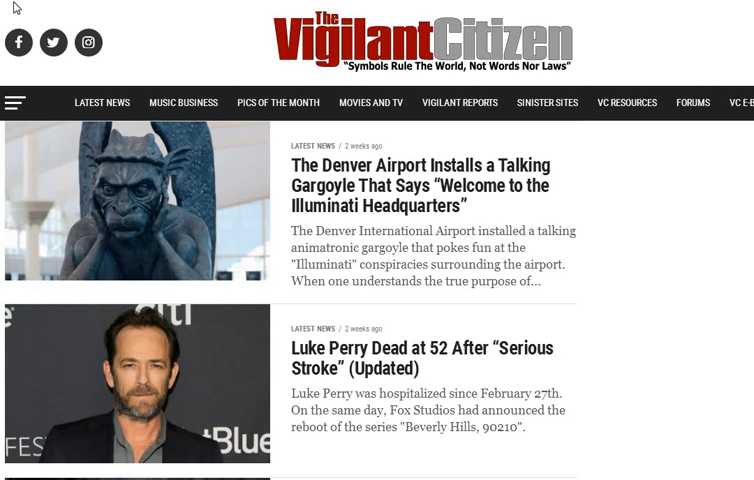 The
VigilantCitizen
"Symbols Rule The World, Not Words Nor Laws"
LATEST NEWS MUSIC BUSINESS PICS OF THE MONTH MOVIES AND TV VIGILANT REPORTS SINISTER SITES VC RESOURCES FORUMS VC E-B
LATEST NEWS / 2 weeks ago
The Denver Airport Installs a Talking
Gargoyle That Says “Welcome to the
Illuminati Headquarters”
The Denver International Airport installed a talking
animatronic gargoyle that pokes fun at the
"Illuminati" conspiracies surrounding the airport.
When one understands the true purpose of...
citi
FES
tBlue
LATEST NEWS / 2 weeks ago
Luke Perry Dead at 52 After “Serious
Stroke” (Updated)
Luke Perry was hospitalized since February 27th.
On the same day, Fox Studios had announced the
reboot of the series "Beverly Hills, 90210".